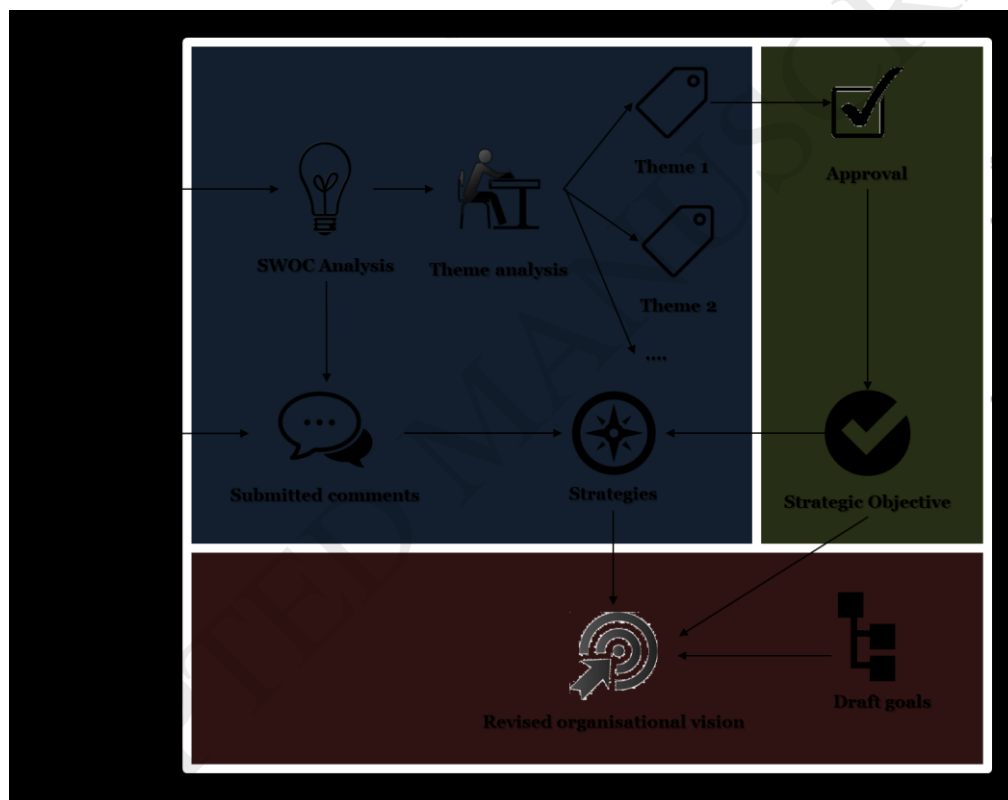 Theme 1
Approval
SWOC Analysis
Theme analysis
Theme 2
....
Submitted comments
Strategies
Strategic Objective
Draft goals
Revised organisational vision